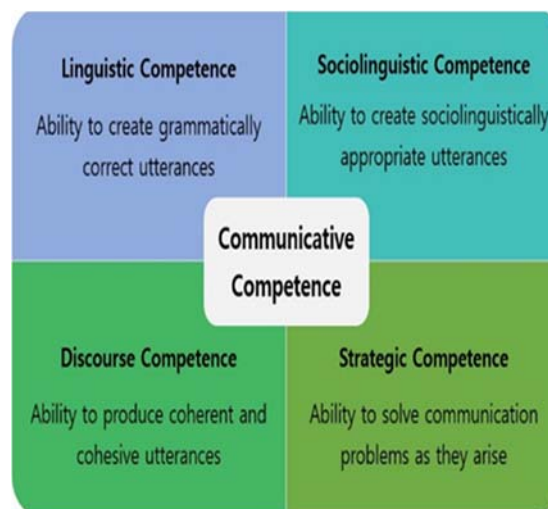 Linguistic Competence
Ability to create grammatically
correct utterances
Sociolinguistic Competence
Ability to create sociolinguistically
appropriate utterances
Communicative
Competence
Discourse Competence
Ability to produce coherent and
cohesive utterances
Strategic Competence
Ability to solve communication
problems as they arise